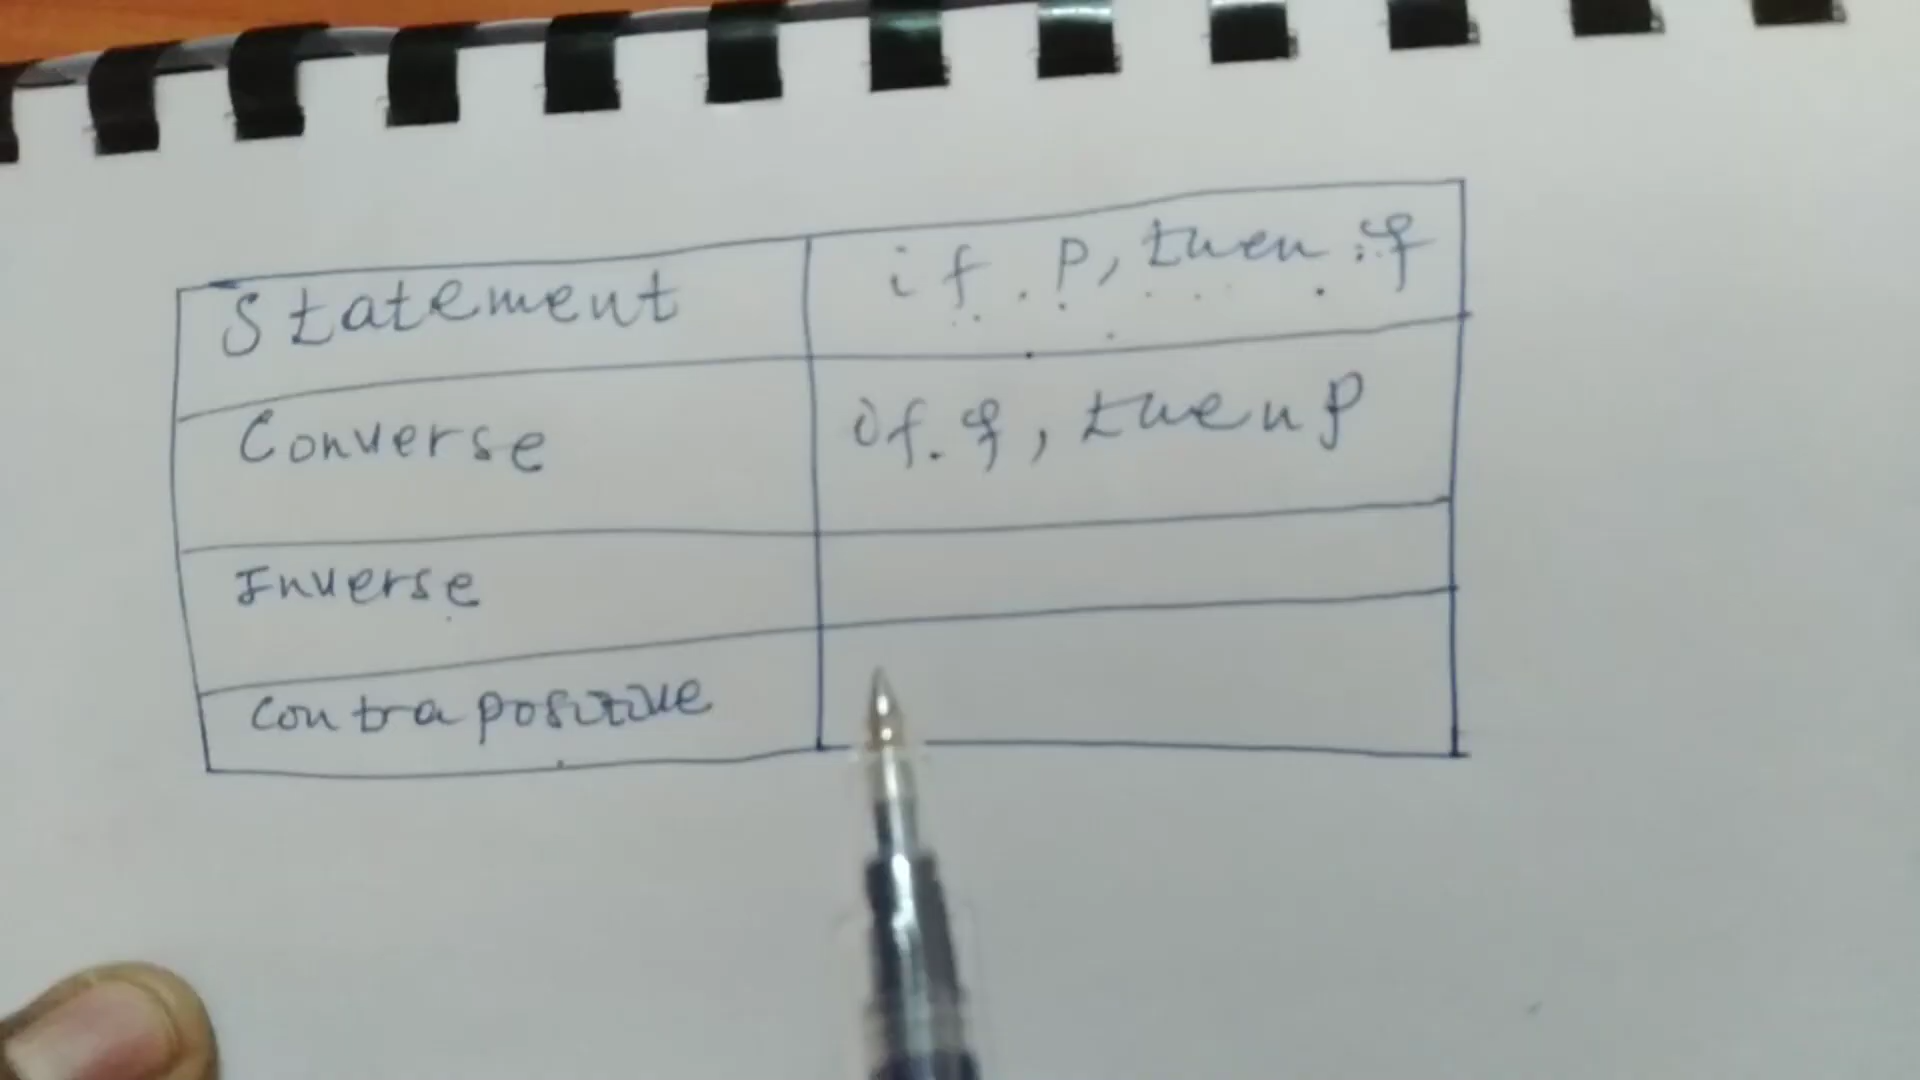 Statement if p, then q
Converse if q, then p
Inverse
Contrapositive